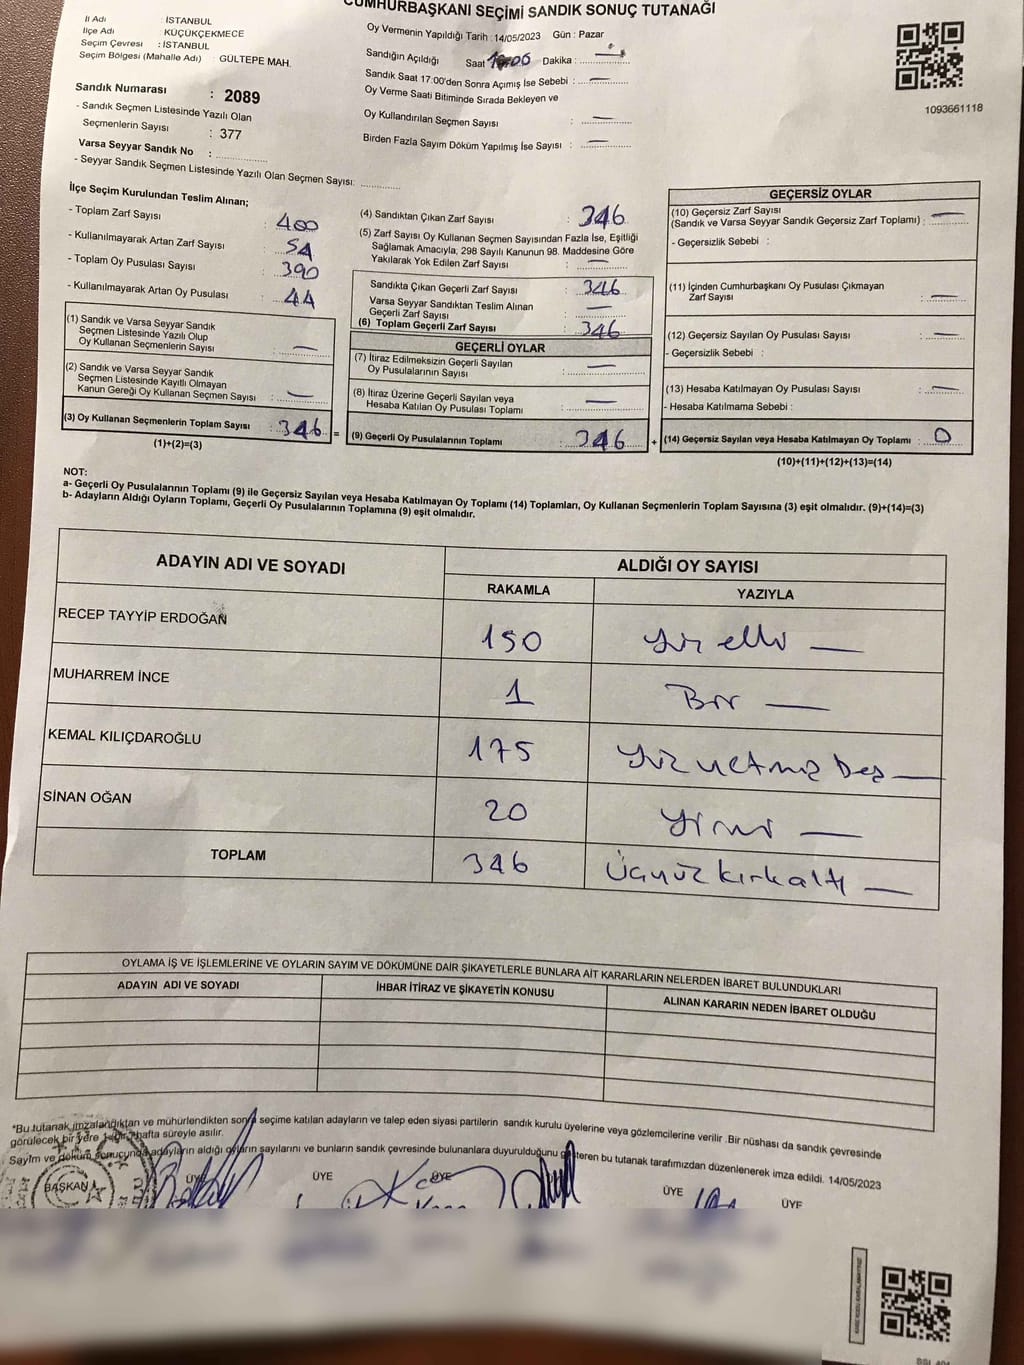 CUMHURBAŞKANI SEÇİMİ SANDIK SONUÇ TUTANAĞI
İl Adı : İSTANBUL
İlçe Adı : KÜÇÜKÇEKMECE
Seçim Çevresi : İSTANBUL
Seçim Bölgesi (Mahalle Adı) : GÜLTEPE MAH.
Sandık Numarası : 2089
- Sandık Seçmen Listesinde Yazılı Olan
Seçmenlerin Sayısı : 377
Varsa Seyyar Sandık No :
- Seyyar Sandık Seçmen Listesinde Yazılı Olan Seçmen Sayısı:
Oy Vermenin Yapıldığı Tarih :14/05/2023 Gün : Pazar
Sandığın Açıldığı Saat Dakika : —
Sandık Saat 17:00'den Sonra Açımış İse Sebebi : —
Oy Verme Saati Bitiminde Sırada Bekleyen ve
Oy Kullandırılan Seçmen Sayısı : —
Birden Fazla Sayım Döküm Yapılmış İse Sayısı : —
1093661118
İlçe Seçim Kurulundan Teslim Alınan;
- Toplam Zarf Sayısı : 400
- Kullanılmayarak Artan Zarf Sayısı : 54
- Toplam Oy Pusulası Sayısı : 390
- Kullanılmayarak Artan Oy Pusulası : 44
(1) Sandık ve Varsa Seyyar Sandık
Seçmen Listesinde Yazılı Olup
Oy Kullanan Seçmenlerin Sayısı : —
(2) Sandık ve Varsa Seyyar Sandık
Seçmen Listesinde Kayıtlı Olmayan
Kanun Gereği Oy Kullanan Seçmen Sayısı : —
(3) Oy Kullanan Seçmenlerin Toplam Sayısı : 346 =
(1)+(2)=(3)
(4) Sandıktan Çıkan Zarf Sayısı : 346
(5) Zarf Sayısı Oy Kullanan Seçmen Sayısından Fazla İse, Eşitliği
Sağlamak Amacıyla, 298 Sayılı Kanunun 98. Maddesine Göre
Yakılarak Yok Edilen Zarf Sayısı : —
Sandıkta Çıkan Geçerli Zarf Sayısı : 346
Varsa Seyyar Sandıktan Teslim Alınan
Geçerli Zarf Sayısı : —
(6) Toplam Geçerli Zarf Sayısı : 346
GEÇERLİ OYLAR
(7) İtiraz Edilmeksizin Geçerli Sayılan
Oy Pusulalarının Sayısı : —
(8) İtiraz Üzerine Geçerli Sayılan veya
Hesaba Katılan Oy Pusulası Toplamı : —
(9) Geçerli Oy Pusulalarının Toplamı : 346 +
GEÇERSİZ OYLAR
(10) Geçersiz Zarf Sayısı
(Sandık ve Varsa Seyyar Sandık Geçersiz Zarf Toplamı) : —
- Geçersizlik Sebebi :
(11) İçinden Cumhurbaşkanı Oy Pusulası Çıkmayan
Zarf Sayısı : —
(12) Geçersiz Sayılan Oy Pusulası Sayısı : —
- Geçersizlik Sebebi :
(13) Hesaba Katılmayan Oy Pusulası Sayısı : —
- Hesaba Katılmama Sebebi :
(14) Geçersiz Sayılan veya Hesaba Katılmayan Oy Toplamı : 0
(10)+(11)+(12)+(13)=(14)
NOT:
a- Geçerli Oy Pusulalarının Toplamı (9) ile Geçersiz Sayılan veya Hesaba Katılmayan Oy Toplamı (14) Toplamları, Oy Kullanan Seçmenlerin Toplam Sayısına (3) eşit olmalıdır. (9)+(14)=(3)
b- Adayların Aldığı Oyların Toplamı, Geçerli Oy Pusulalarının Toplamına (9) eşit olmalıdır.
ADAYIN ADI VE SOYADI ALDIĞI OY SAYISI
RAKAMLA YAZIYLA
RECEP TAYYİP ERDOĞAN 150 Yüz elli —
MUHARREM İNCE 1 Bir —
KEMAL KILIÇDAROĞLU 175 Yüz yetmiş beş —
SİNAN OĞAN 20 Yirmi —
TOPLAM 346 Üçyüz kırk altı —
OYLAMA İŞ VE İŞLEMLERİNE VE OYLARIN SAYIM VE DÖKÜMÜNE DAİR ŞİKAYETLERLE BUNLARA AİT KARARLARIN NELERDEN İBARET BULUNDUKLARI
ADAYIN ADI VE SOYADI İHBAR İTİRAZ VE ŞİKAYETİN KONUSU ALINAN KARARIN NEDEN İBARET OLDUĞU
*Bu tutanak imzalandıktan ve mühürlendikten sonra seçime katılan adayların ve talep eden siyasi partilerin sandık kurulu üyelerine veya gözlemcilerine verilir .Bir nüshası da sandık çevresinde
görülecek bir yere hafta süreyle asılır.
Sayım ve döküm sonucunda adayların aldığı oyların sayılarını ve bunların sandık çevresinde bulunanlara duyurulduğunu gösteren bu tutanak tarafımızdan düzenlenerek imza edildi. 14/05/2023
BAŞKAN ÜYE ÜYE ÜYE ÜYE ÜYE